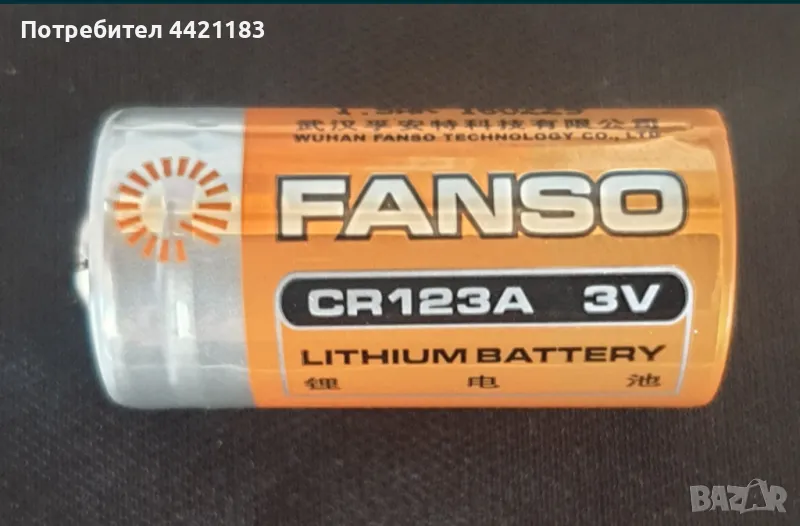 Потребител 4421183
武汉孚安特科技有限公司
WUHAN FANSO TECHNOLOGY CO., LTD
FANSO
CR123A 3V
LITHIUM BATTERY
锂 电 池
BAZAR